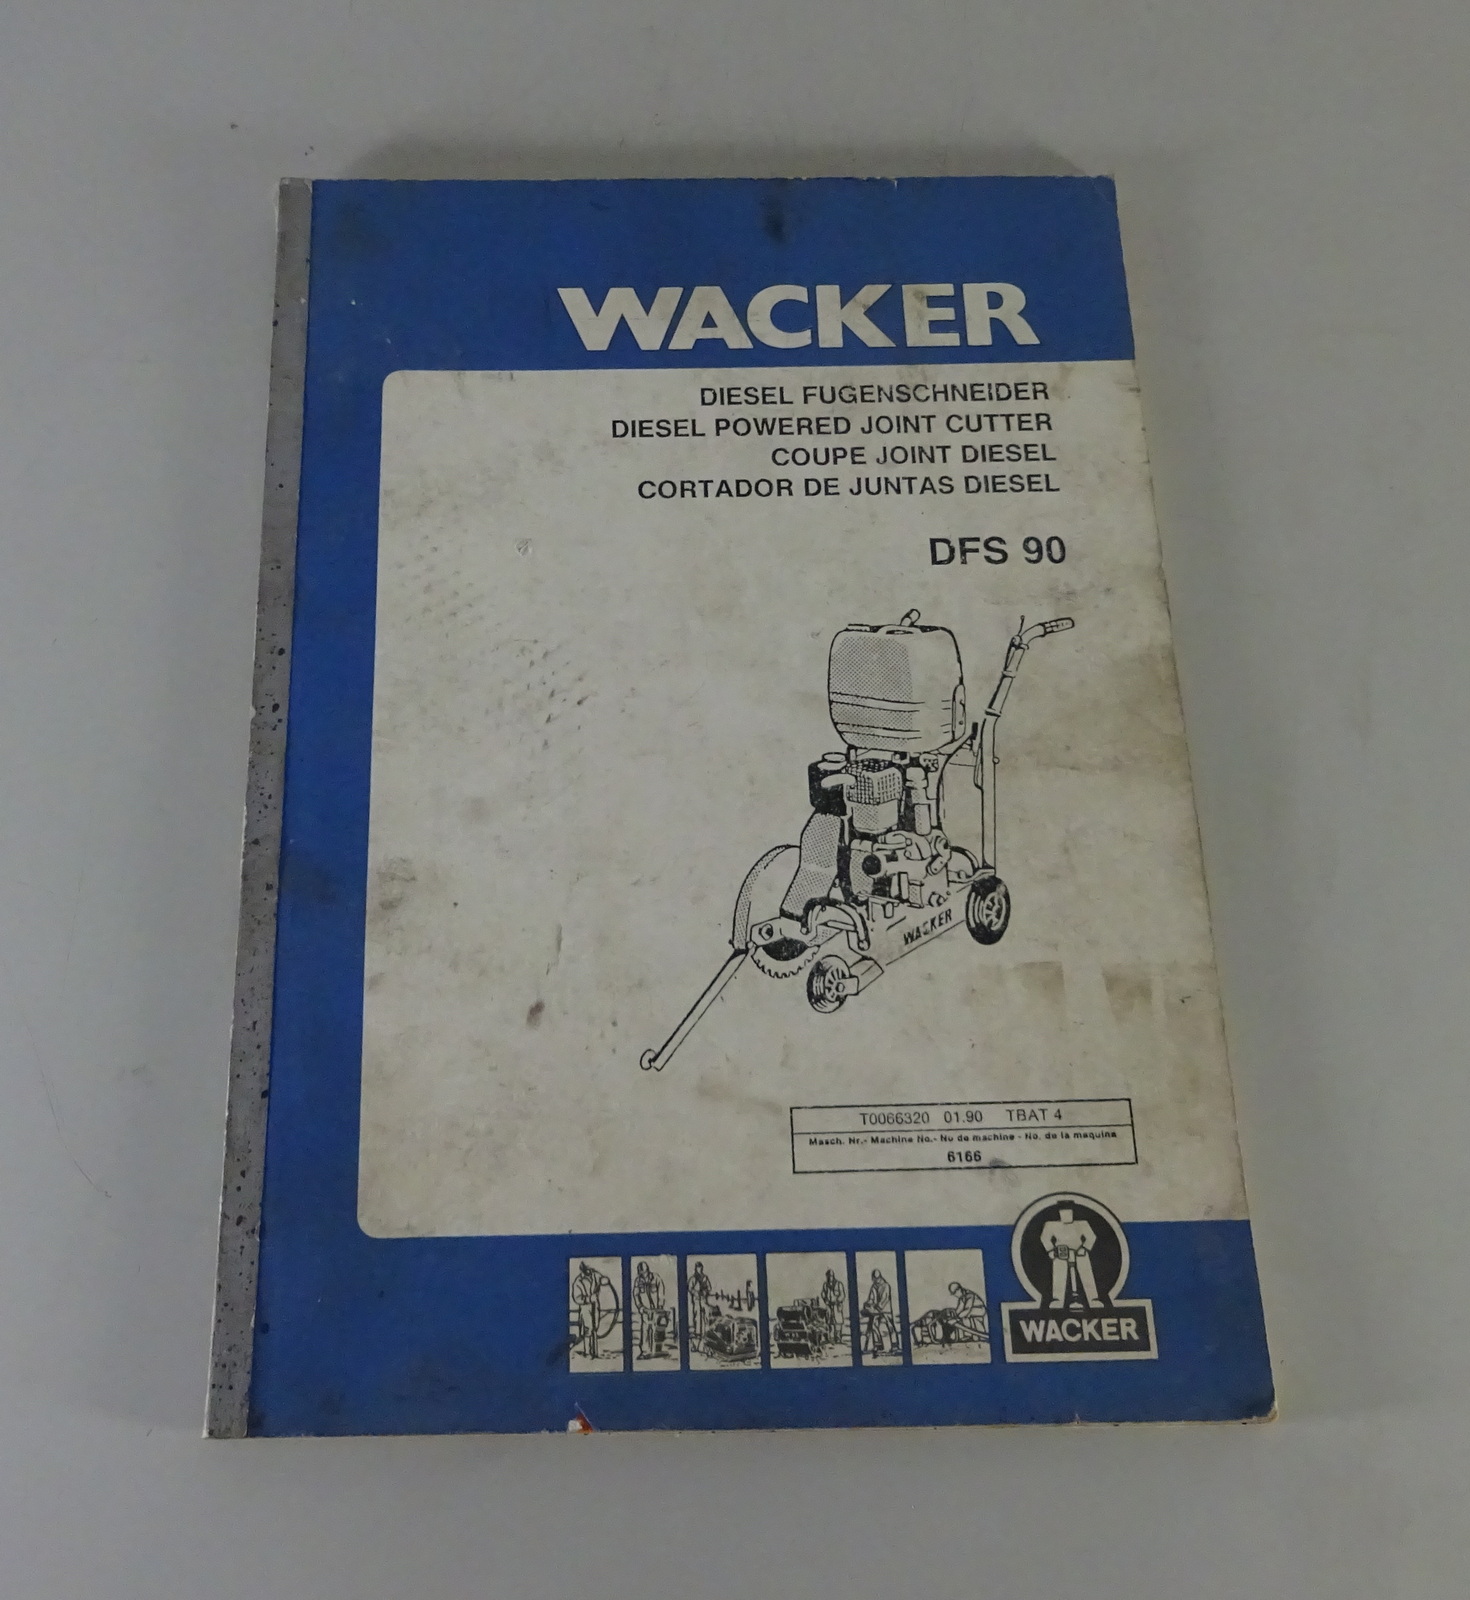 WACKER
DIESEL FUGENSCHNEIDER
DIESEL POWERED JOINT CUTTER
COUPE JOINT DIESEL
CORTADOR DE JUNTAS DIESEL
DFS 90
WACKER
T0066320 01.90 TBAT 4
Masch. Nr.- Machine No.- No de machine - No. de la maquina
6166
WACKER